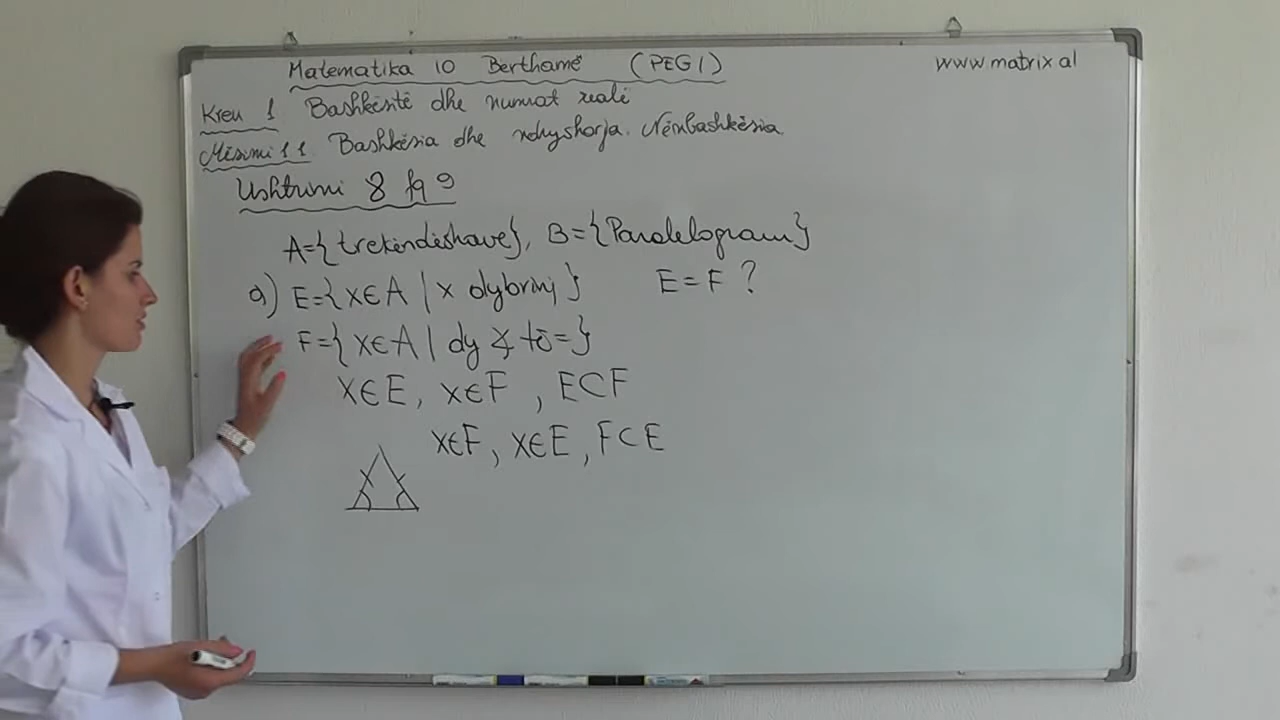 Matematika 10 Berthamë (PEGI)
www.matrix.al
Kreu 1 Bashkësitë dhe numrat realë
Mësimi 1.1. Bashkësia dhe ndryshorja. Nënbashkësia
Ushtrimi 8 fq 9
A={trekëndëshave}, B={Paralelogram}
a) E={x∈A | x dybrinj} E=F ?
F={x∈A | dy ∢ të =}
x∈E, x∈F, E⊂F
x∈F, x∈E, F⊂E